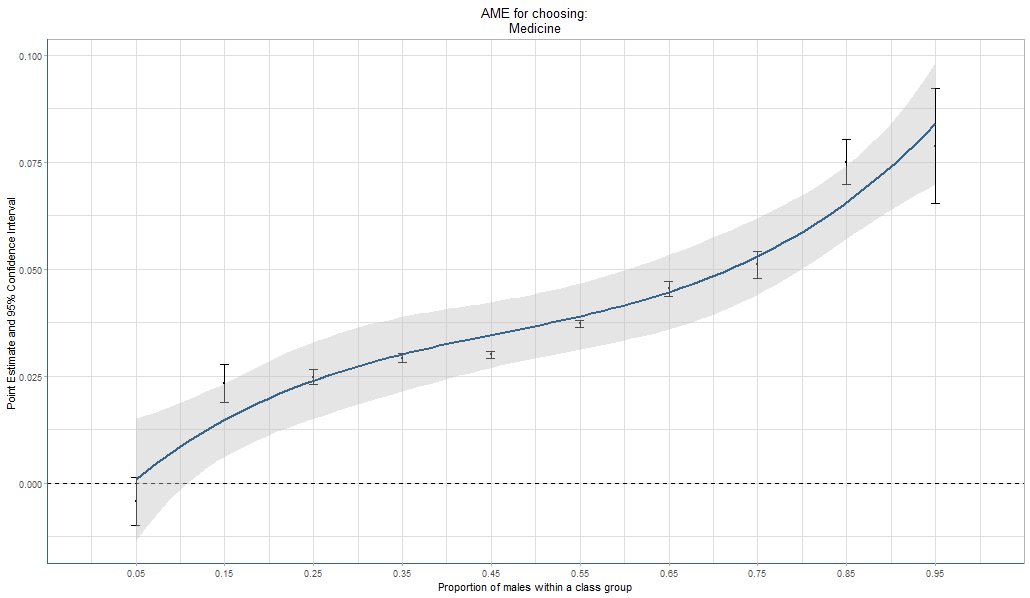 AME for choosing:
Medicine
Point Estimate and 95% Confidence Interval
0.100
0.075
0.050
0.025
0.000
0.05 0.15 0.25 0.35 0.45 0.55 0.65 0.75 0.85 0.95
Proportion of males within a class group